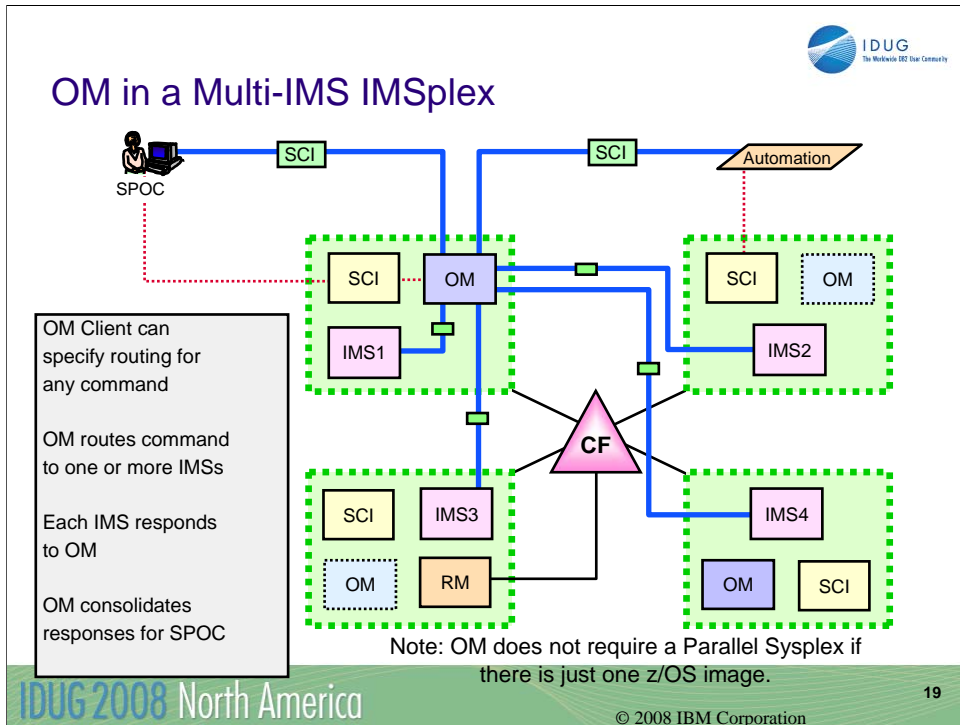 IDUG
The Worldwide DB2 User Community
OM in a Multi-IMS IMSplex
SPOC
SCI
SCI
Automation
SCI
OM
IMS1
SCI
OM
IMS2
OM Client can
specify routing for
any command
OM routes command
to one or more IMSs
Each IMS responds
to OM
OM consolidates
responses for SPOC
CF
SCI
IMS3
OM
RM
IMS4
OM
SCI
Note: OM does not require a Parallel Sysplex if
there is just one z/OS image.
IDUG 2008 North America
19
© 2008 IBM Corporation